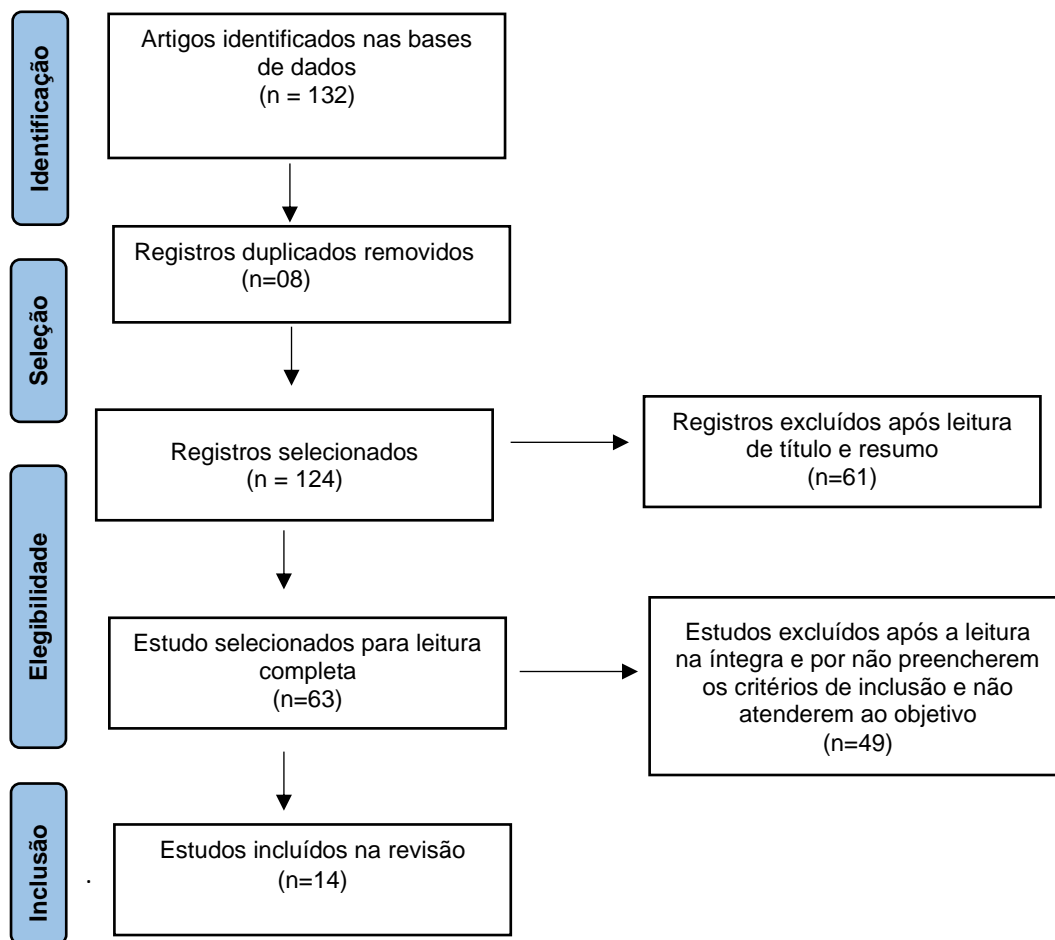 Identificação
Artigos identificados nas bases
de dados
(n = 132)
Registros duplicados removidos
(n=08)
Seleção
Registros selecionados
(n = 124)
Registros excluídos após leitura
de título e resumo
(n=61)
Elegibilidade
Estudo selecionados para leitura
completa
(n=63)
Estudos excluídos após a leitura
na íntegra e por não preencherem
os critérios de inclusão e não
atenderem ao objetivo
(n=49)
Inclusão
Estudos incluídos na revisão
(n=14)
.